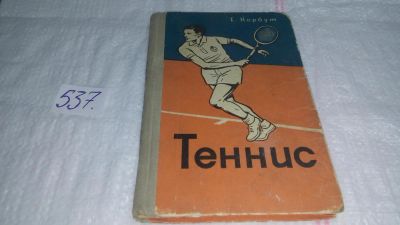 Е. Корбут
537.
Теннис